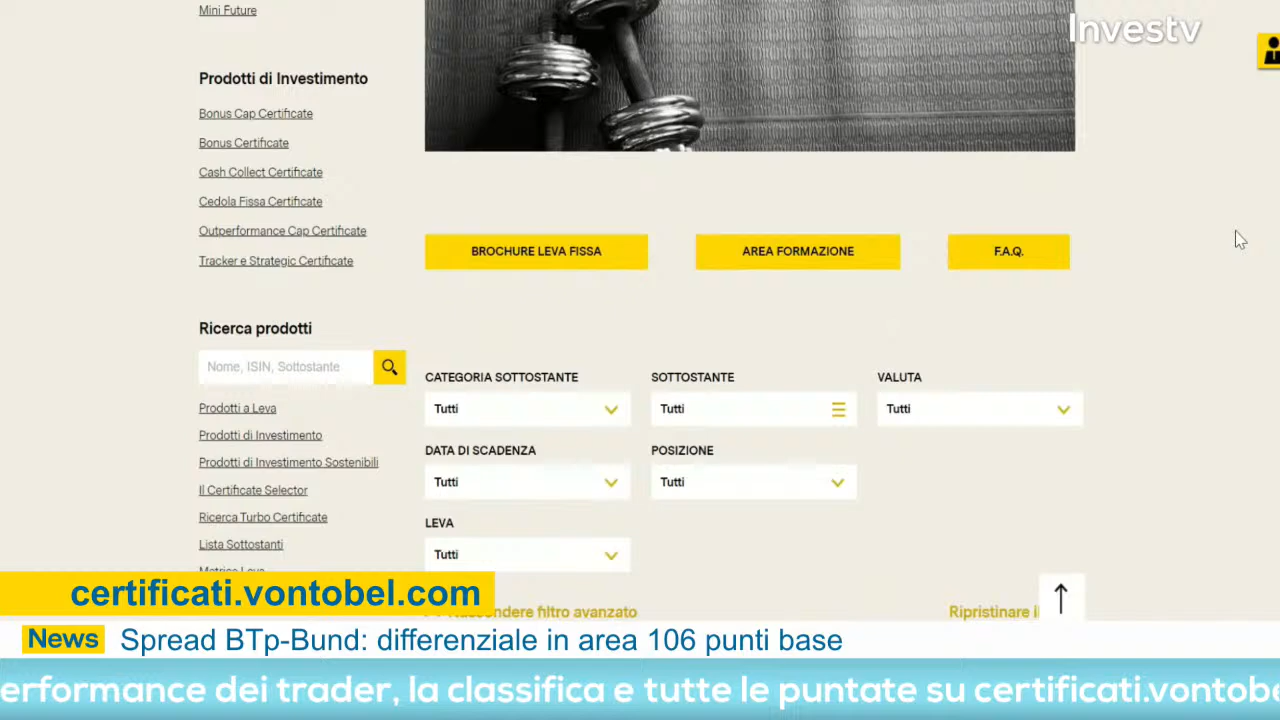 Mini Future
Investv
Prodotti di Investimento
Bonus Cap Certificate
Bonus Certificate
Cash Collect Certificate
Cedola Fissa Certificate
Outperformance Cap Certificate
Tracker e Strategic Certificate
BROCHURE LEVA FISSA
AREA FORMAZIONE
F.A.Q.
Ricerca prodotti
Nome, ISIN, Sottostante
Prodotti a Leva
Prodotti di Investimento
Prodotti di Investimento Sostenibili
Il Certificate Selector
Ricerca Turbo Certificate
Lista Sottostanti
CATEGORIA SOTTOSTANTE
SOTTOSTANTE
VALUTA
Tutti
Tutti
Tutti
DATA DI SCADENZA
POSIZIONE
Tutti
Tutti
LEVA
Tutti
filtro avanzato
Ripristinare
certificati.vontobel.com
News Spread BTp-Bund: differenziale in area 106 punti base
erformance dei trader, la classifica e tutte le puntate su certificati.vontobe